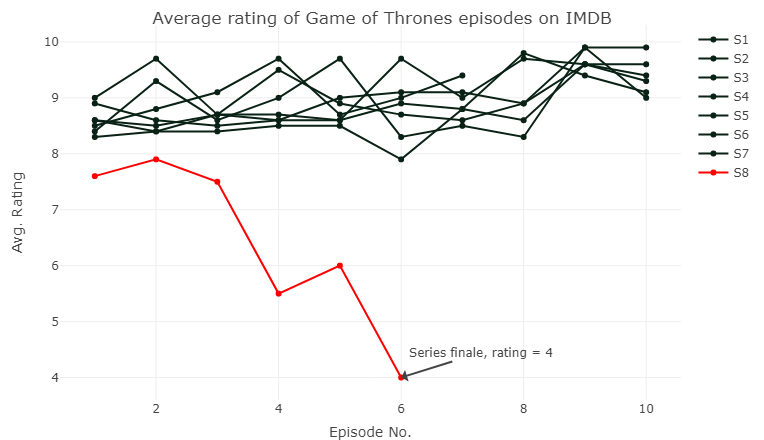 Average rating of Game of Thrones episodes on IMDB
10
9
8
7
6
5
4
Avg. Rating
2
4
6
8
10
Episode No.
Series finale, rating = 4
S1
S2
S3
S4
S5
S6
S7
S8